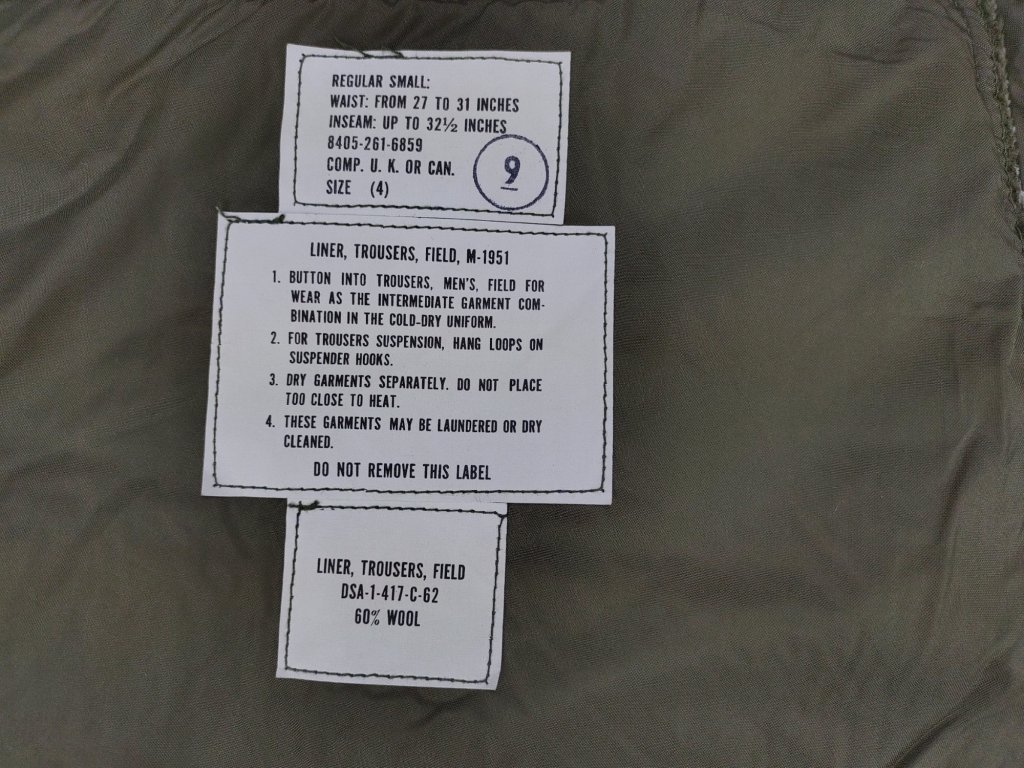 REGULAR SMALL:
WAIST: FROM 27 TO 31 INCHES
INSEAM: UP TO 32½ INCHES
8405-261-6859
COMP. U. K. OR CAN.
SIZE (4)
9
LINER, TROUSERS, FIELD, M-1951
1. BUTTON INTO TROUSERS, MEN'S, FIELD FOR
WEAR AS THE INTERMEDIATE GARMENT COM-
BINATION IN THE COLD-DRY UNIFORM.
2. FOR TROUSERS SUSPENSION, HANG LOOPS ON
SUSPENDER HOOKS.
3. DRY GARMENTS SEPARATELY. DO NOT PLACE
TOO CLOSE TO HEAT.
4. THESE GARMENTS MAY BE LAUNDERED OR DRY
CLEANED.
DO NOT REMOVE THIS LABEL
LINER, TROUSERS, FIELD
DSA-1-417-C-62
60% WOOL